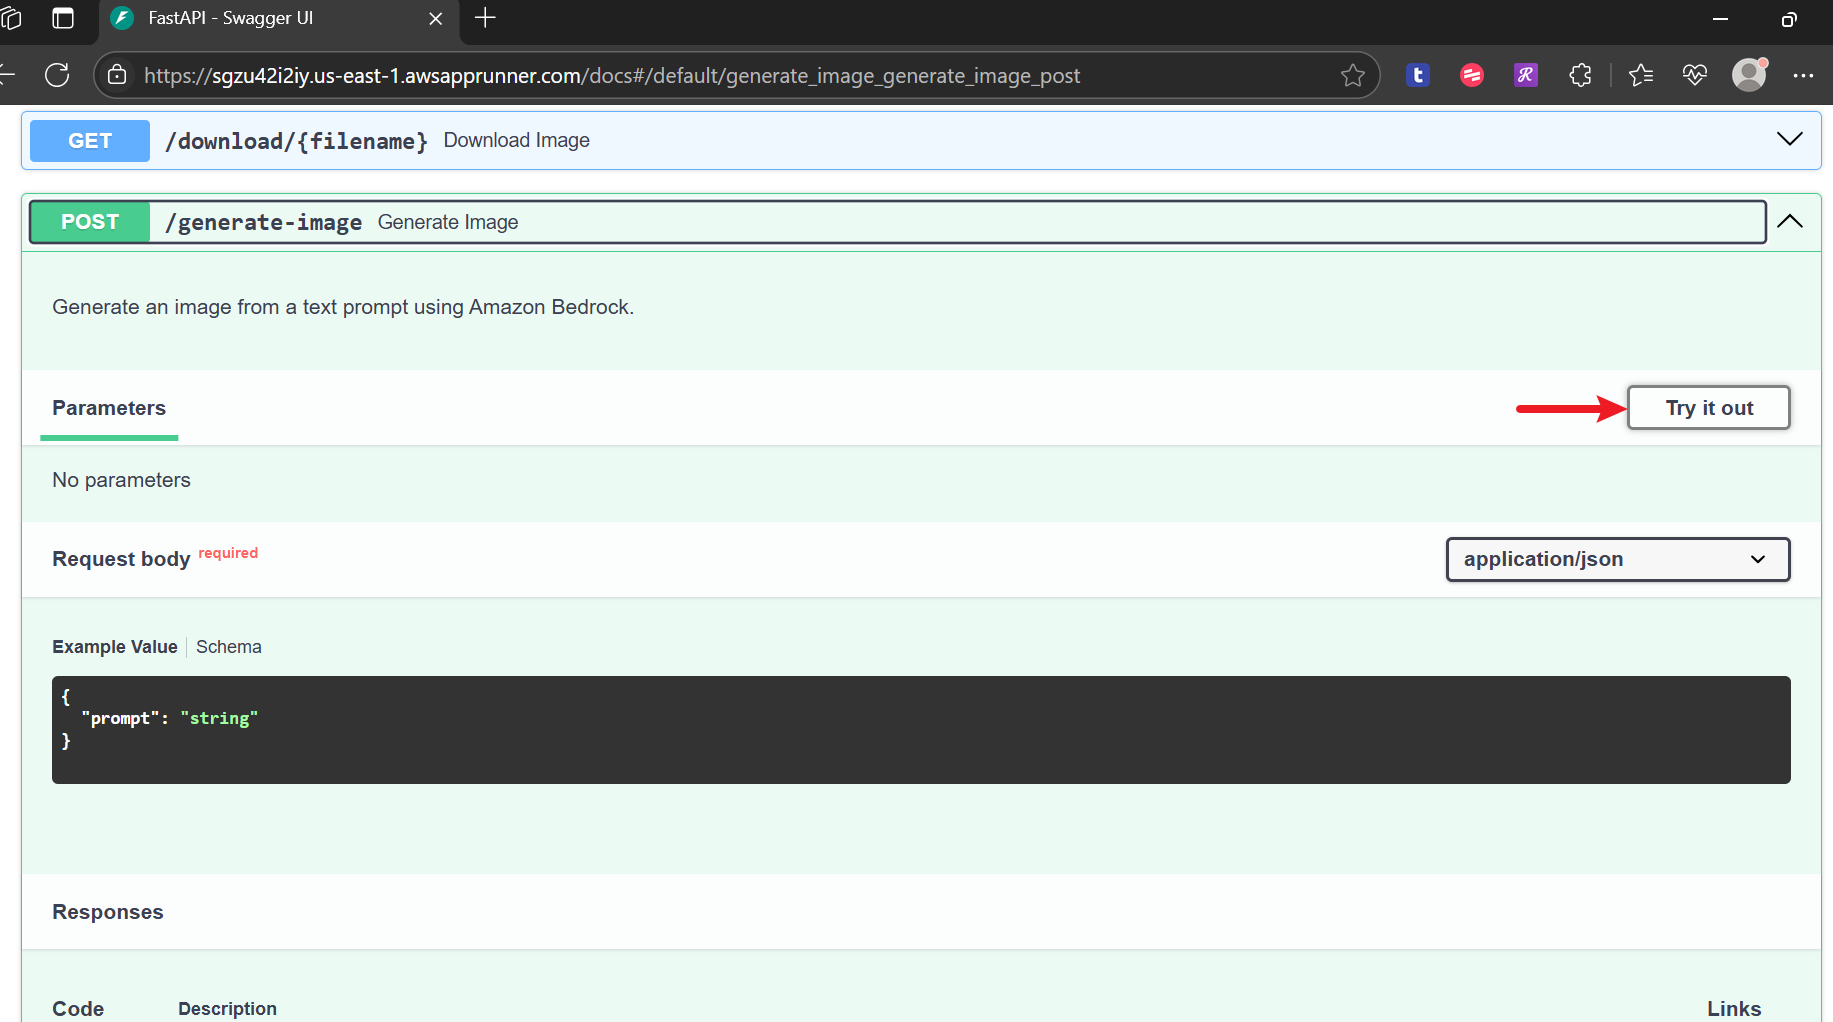 FastAPI - Swagger UI
https://sgzu42i2iy.us-east-1.awsapprunner.com/docs#/default/generate_image_generate_image_post
t
R
GET /download/{filename} Download Image
POST /generate-image Generate Image
Generate an image from a text prompt using Amazon Bedrock.
Parameters
Try it out
No parameters
Request body required
application/json
Example Value Schema
{
"prompt": "string"
}
Responses
Code Description Links